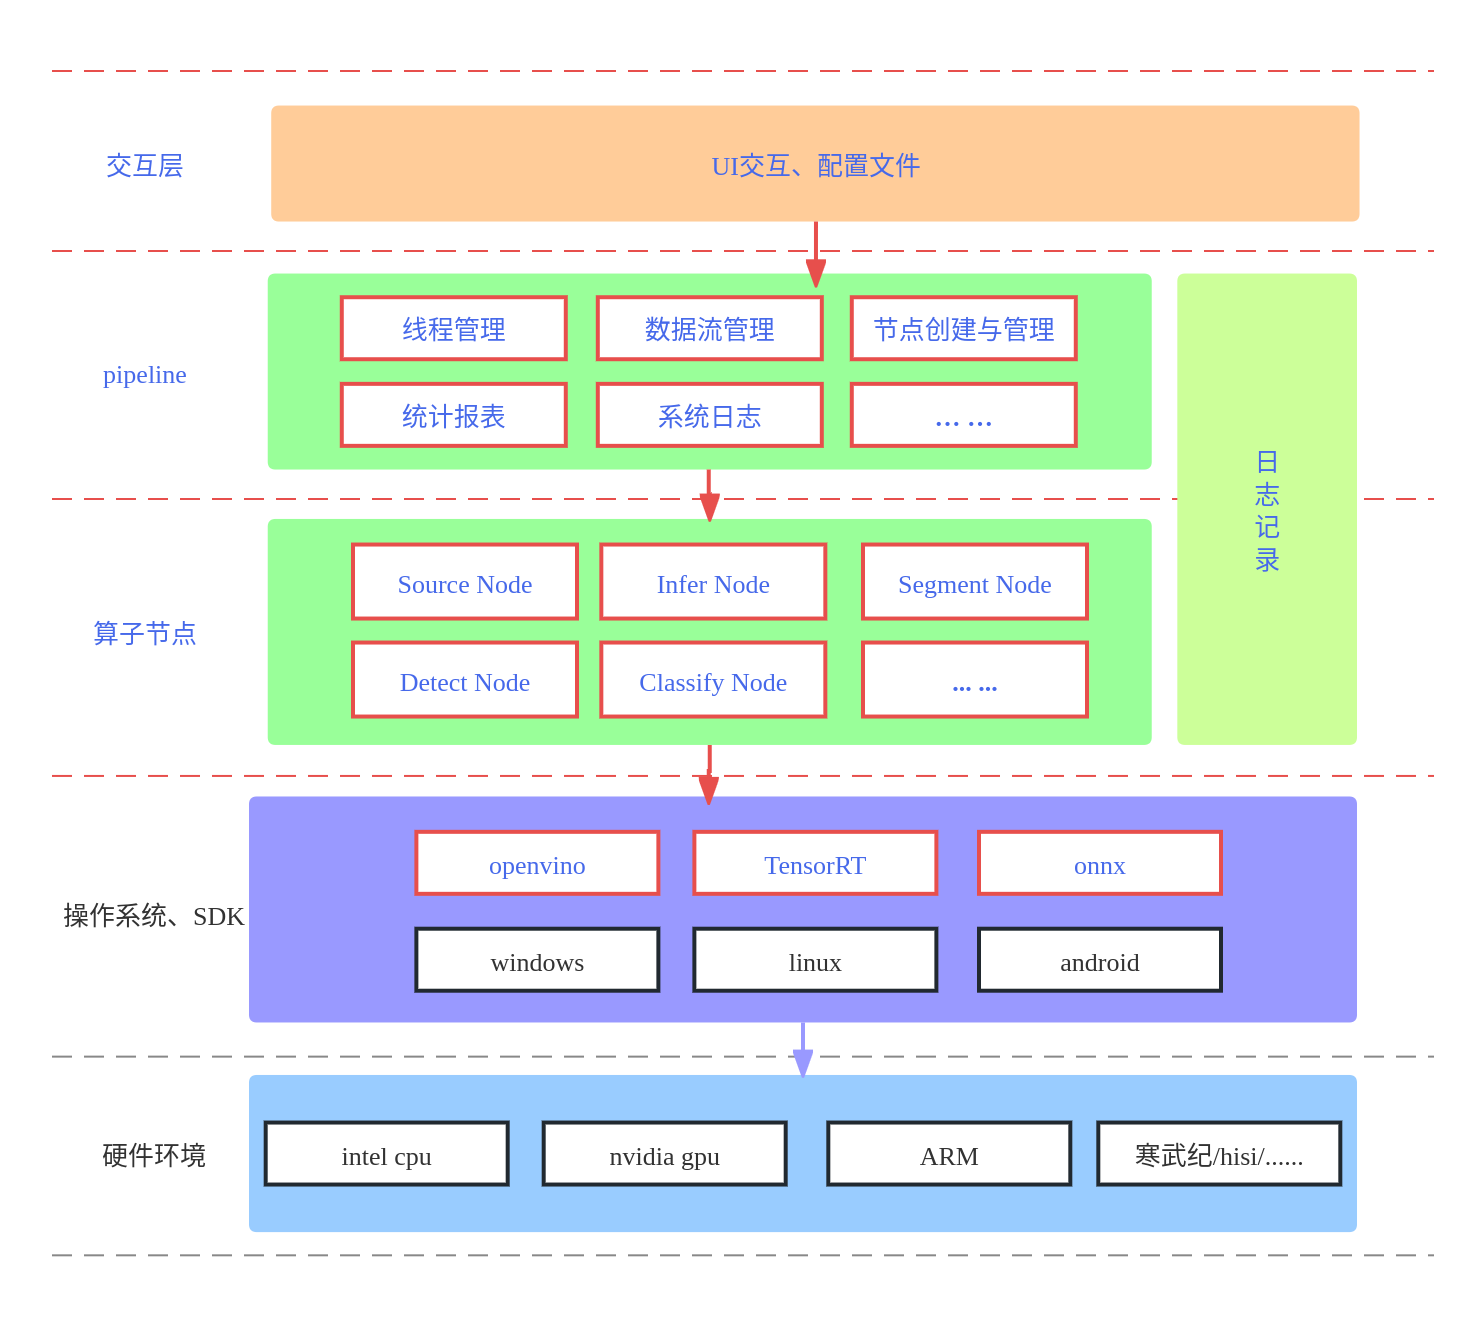 交互层
UI交互、配置文件
pipeline
线程管理
数据流管理
节点创建与管理
统计报表
系统日志
... ...
日
志
记
录
算子节点
Source Node
Infer Node
Segment Node
Detect Node
Classify Node
... ...
操作系统、SDK
openvino
TensorRT
onnx
windows
linux
android
硬件环境
intel cpu
nvidia gpu
ARM
寒武纪/hisi/......